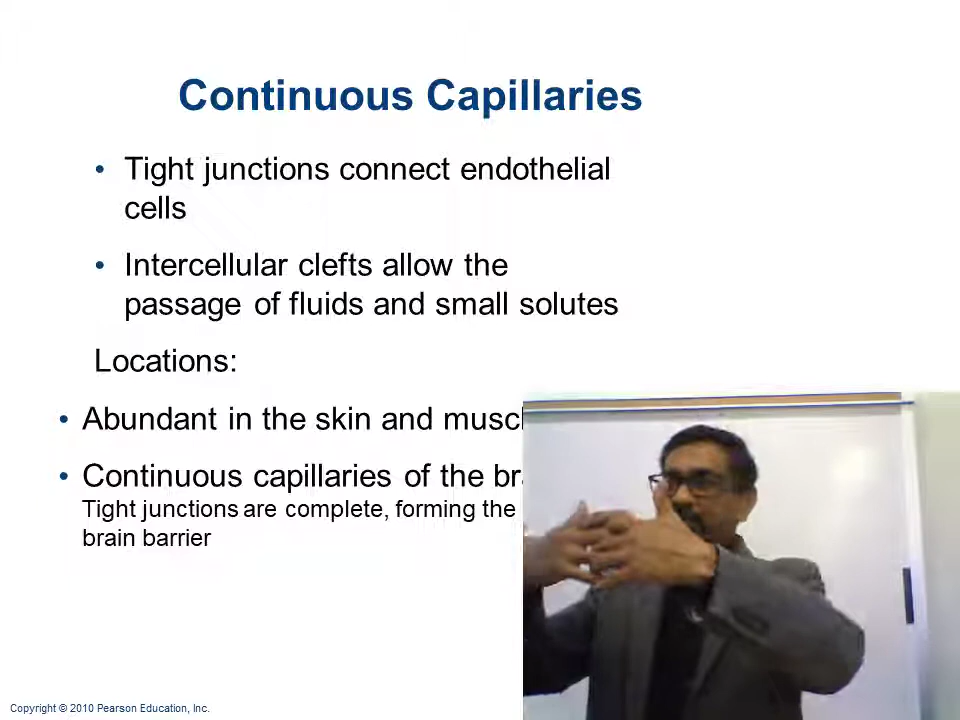 Continuous Capillaries
• Tight junctions connect endothelial
cells
• Intercellular clefts allow the
passage of fluids and small solutes
Locations:
• Abundant in the skin and
• Continuous capillaries of the
Tight junctions are complete, forming the
brain barrier
Copyright © 2010 Pearson Education, Inc.